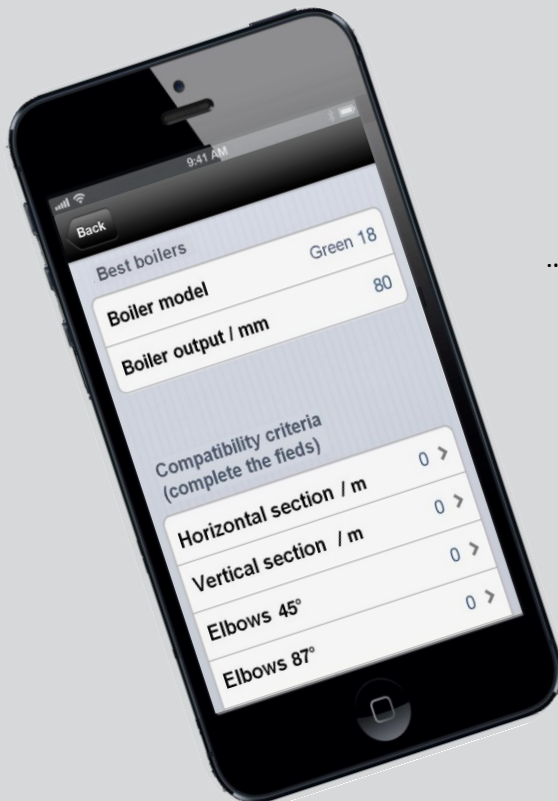 9:41 AM
Back
Best boilers
Boiler model Green 18
Boiler output / mm 80
Compatibility criteria
(complete the fieds)
Horizontal section / m 0
Vertical section / m 0
Elbows 45° 0
Elbows 87° 0
..